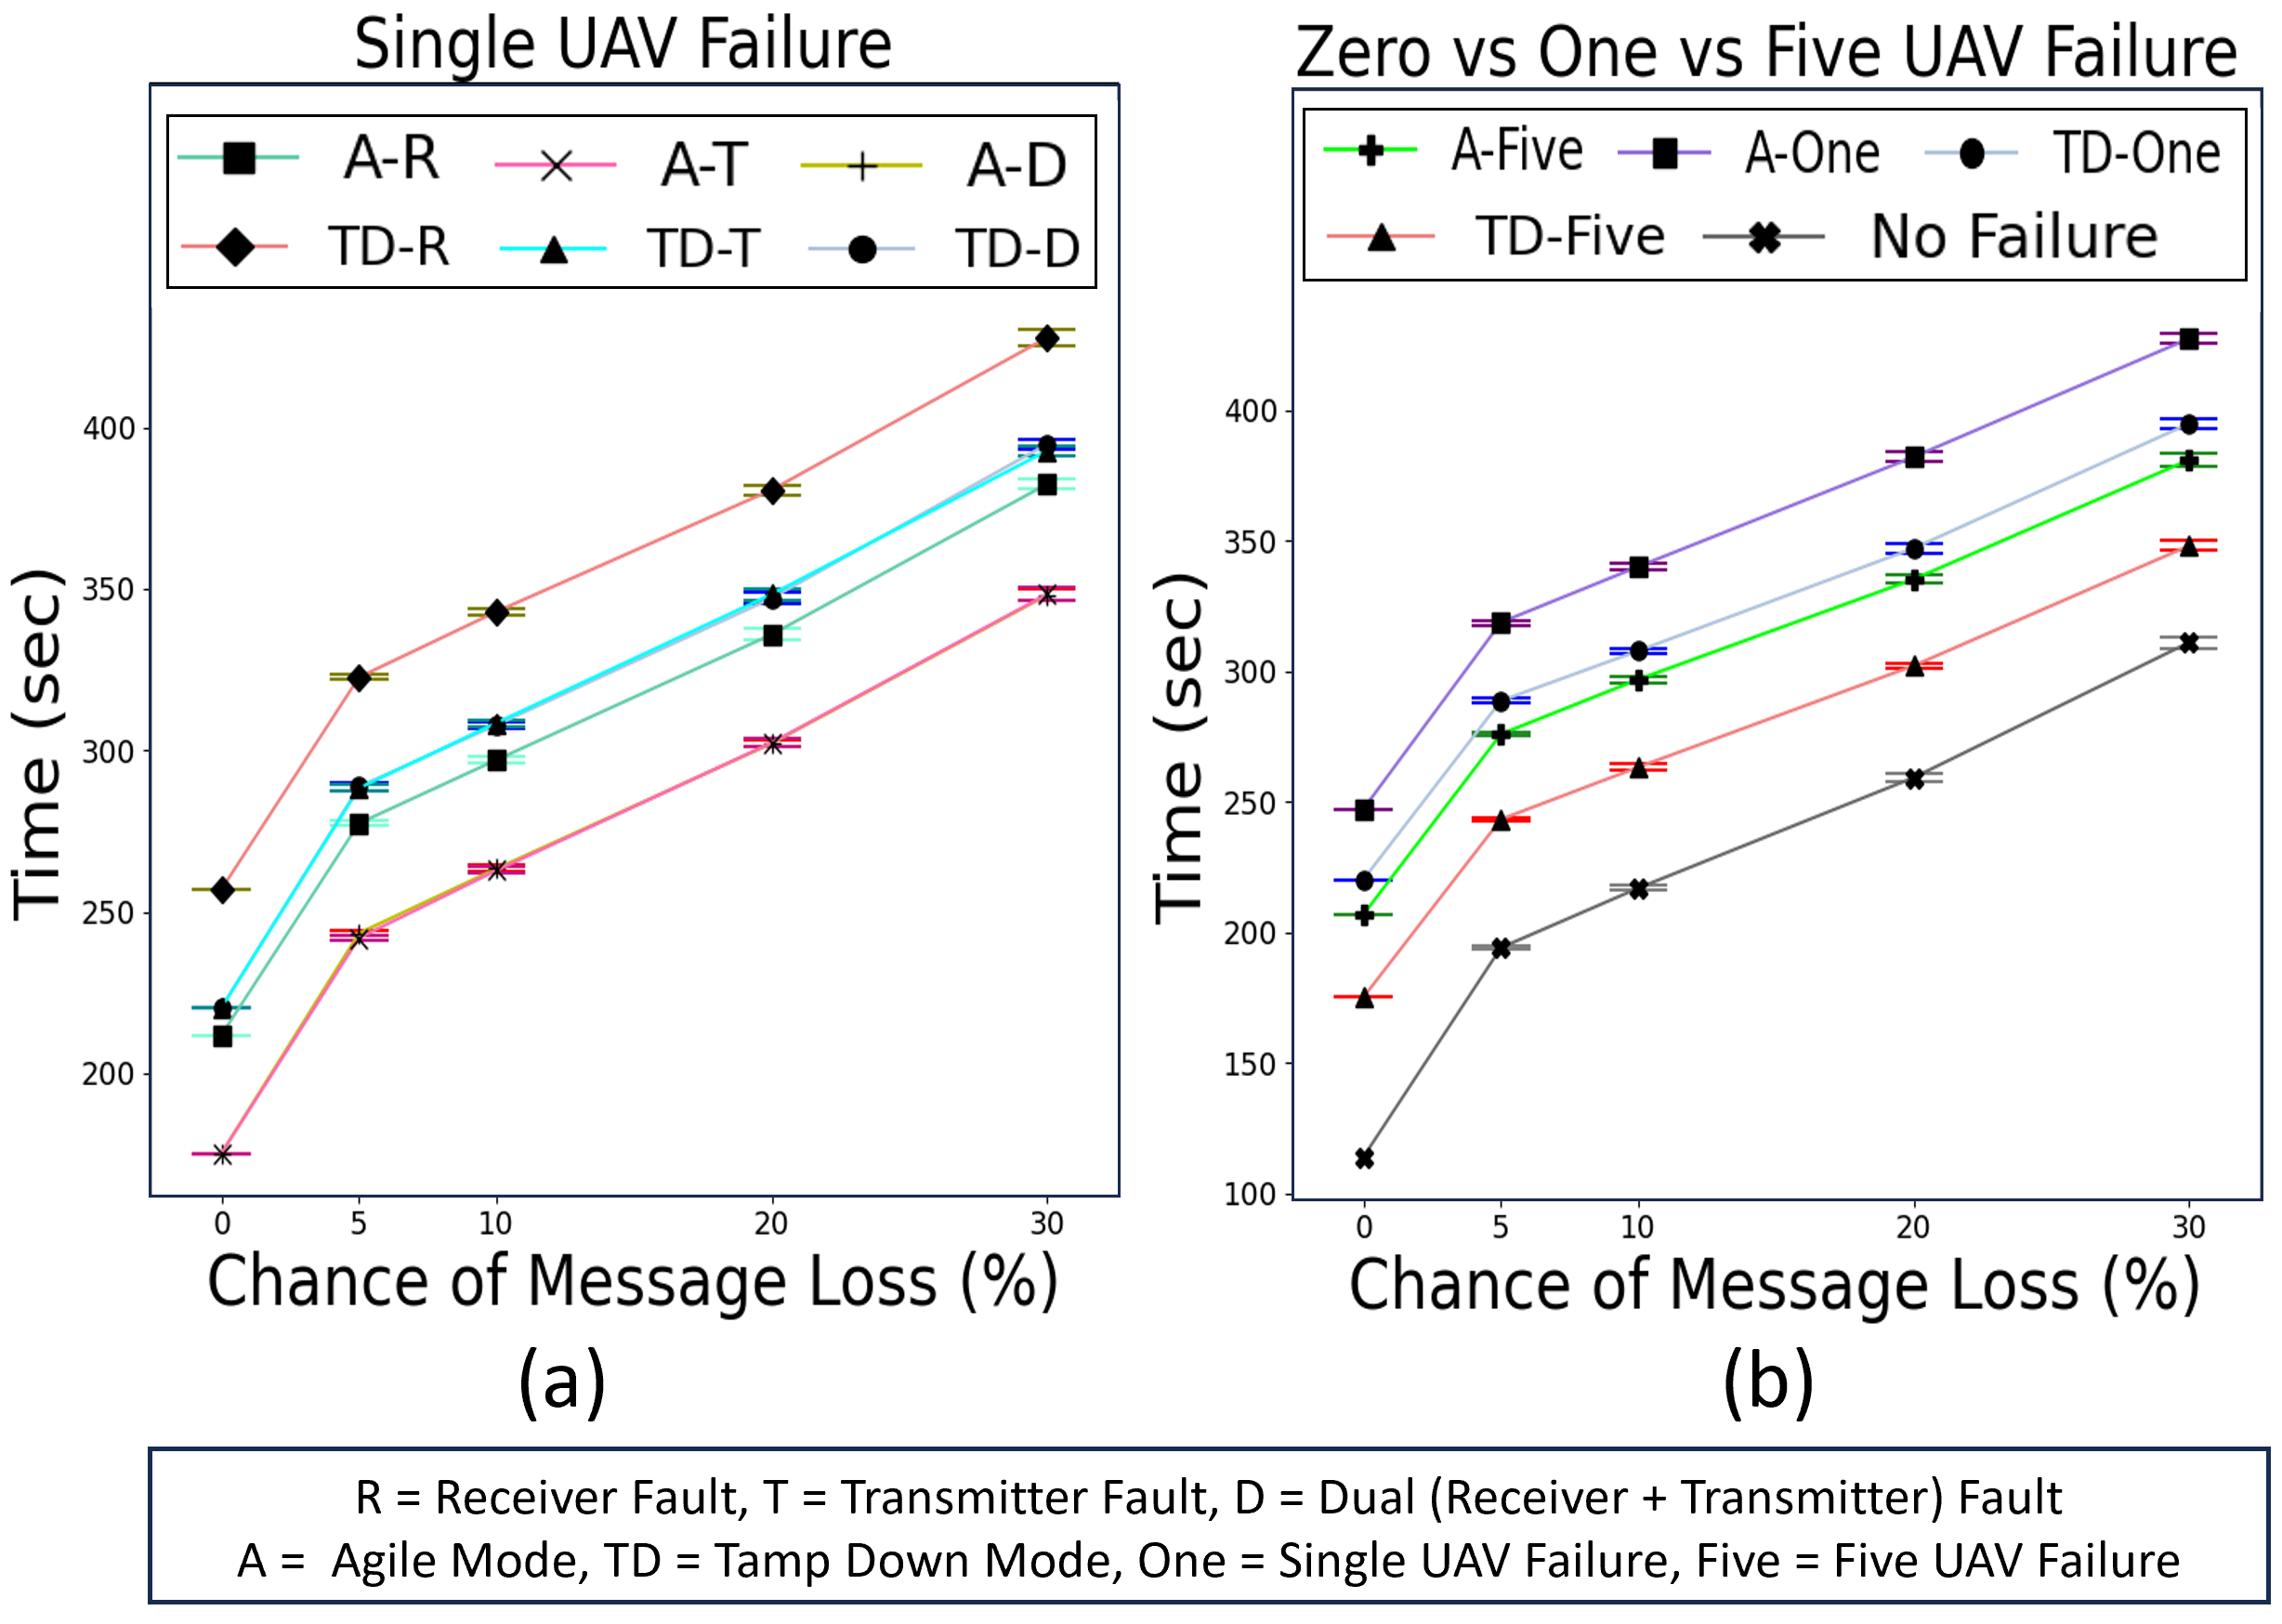 Single UAV Failure
A-R A-T A-D
TD-R TD-T TD-D
400
350
300
250
200
Time (sec)
0 5 10 20 30
Chance of Message Loss (%)
(a)
Zero vs One vs Five UAV Failure
A-Five A-One TD-One
TD-Five No Failure
400
350
300
250
200
150
100
Time (sec)
0 5 10 20 30
Chance of Message Loss (%)
(b)
R = Receiver Fault, T = Transmitter Fault, D = Dual (Receiver + Transmitter) Fault
A = Agile Mode, TD = Tamp Down Mode, One = Single UAV Failure, Five = Five UAV Failure